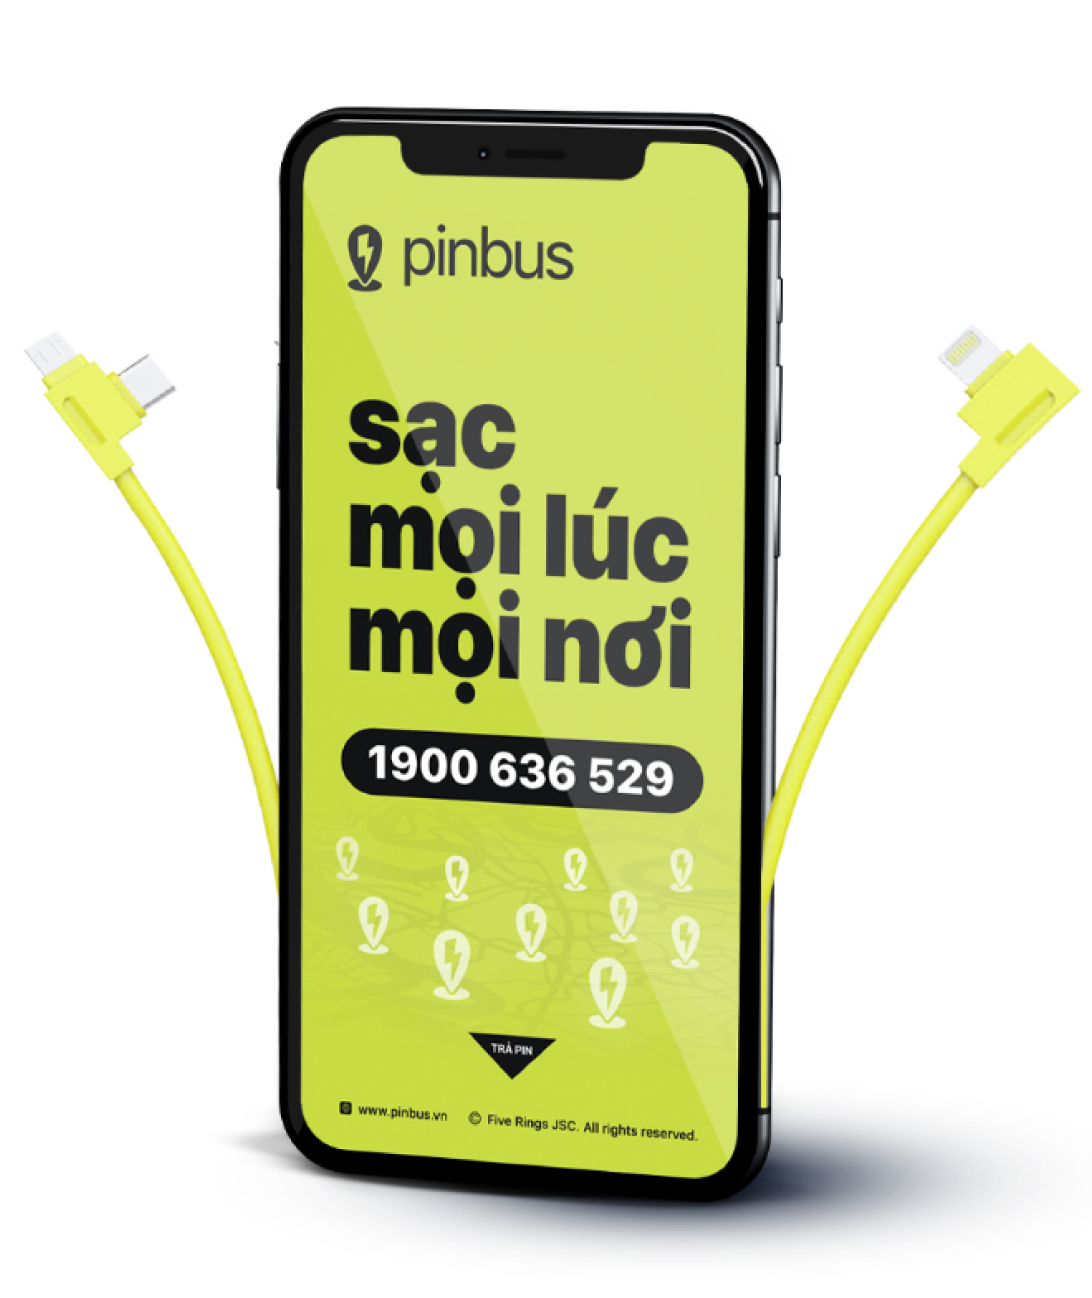 pinbus
sạc
mọi lúc
mọi nơi
1900 636 529
TRẢ PIN
www.pinbus.vn © Five Rings JSC. All rights reserved.